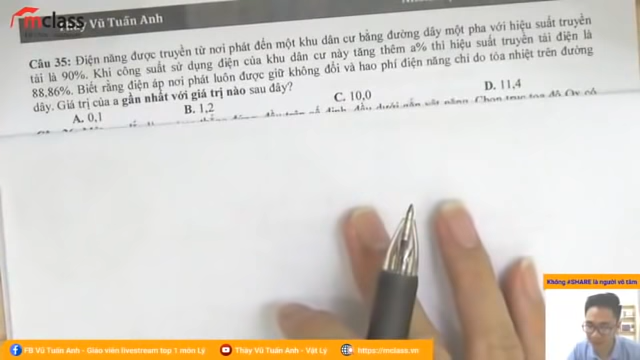 mclass
Thầy Vũ Tuấn Anh
Câu 35: Điện năng được truyền từ nơi phát đến một khu dân cư bằng đường dây một pha với hiệu suất truyền
tải là 90%. Khi công suất sử dụng điện của khu dân cư này tăng thêm a% thì hiệu suất truyền tải điện là
88,86%. Biết rằng điện áp nơi phát luôn được giữ không đổi và hao phí điện năng chỉ do tỏa nhiệt trên đường
dây. Giá trị của a gần nhất với giá trị nào sau đây?
A. 0,1 B. 1,2 C. 10,0 D. 11,4
Không #SHARE là người vô tâm
FB Vũ Tuấn Anh - Giáo viên livestream top 1 môn Lý
Thầy Vũ Tuấn Anh - Vật Lý
https://mclass.vn